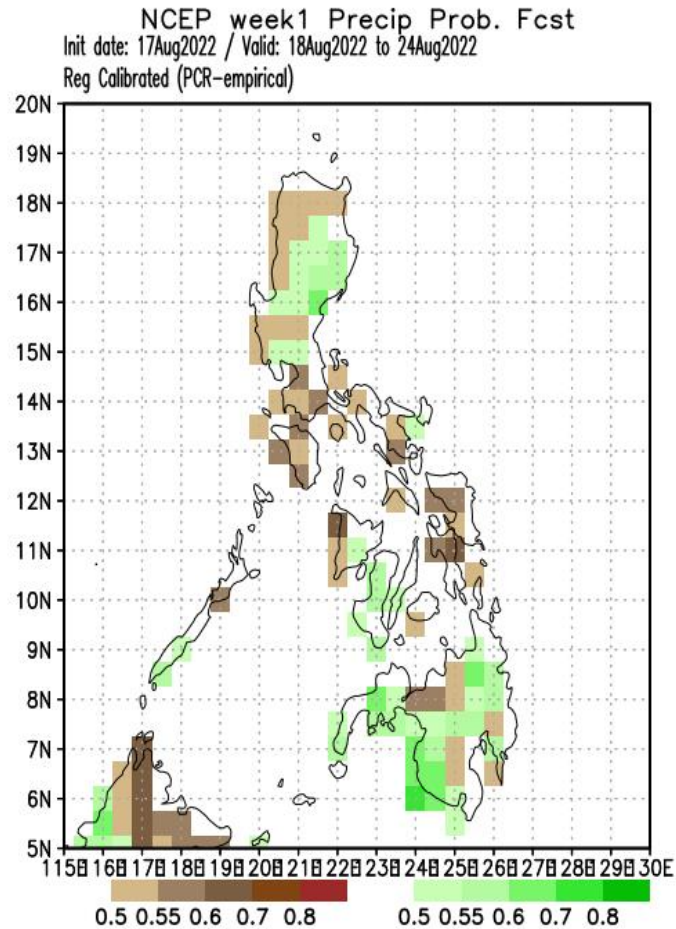 NCEP week1 Precip Prob. Fcst
Init date: 17Aug2022 / Valid: 18Aug2022 to 24Aug2022
Reg Calibrated (PCR-empirical)
20N
19N
18N
17N
16N
15N
14N
13N
12N
11N
10N
9N
8N
7N
6N
5N
115E 116E 117E 118E 119E 120E 121E 122E 123E 124E 125E 126E 127E 128E 129E 130E
0.5 0.55 0.6 0.7 0.8 0.5 0.55 0.6 0.7 0.8